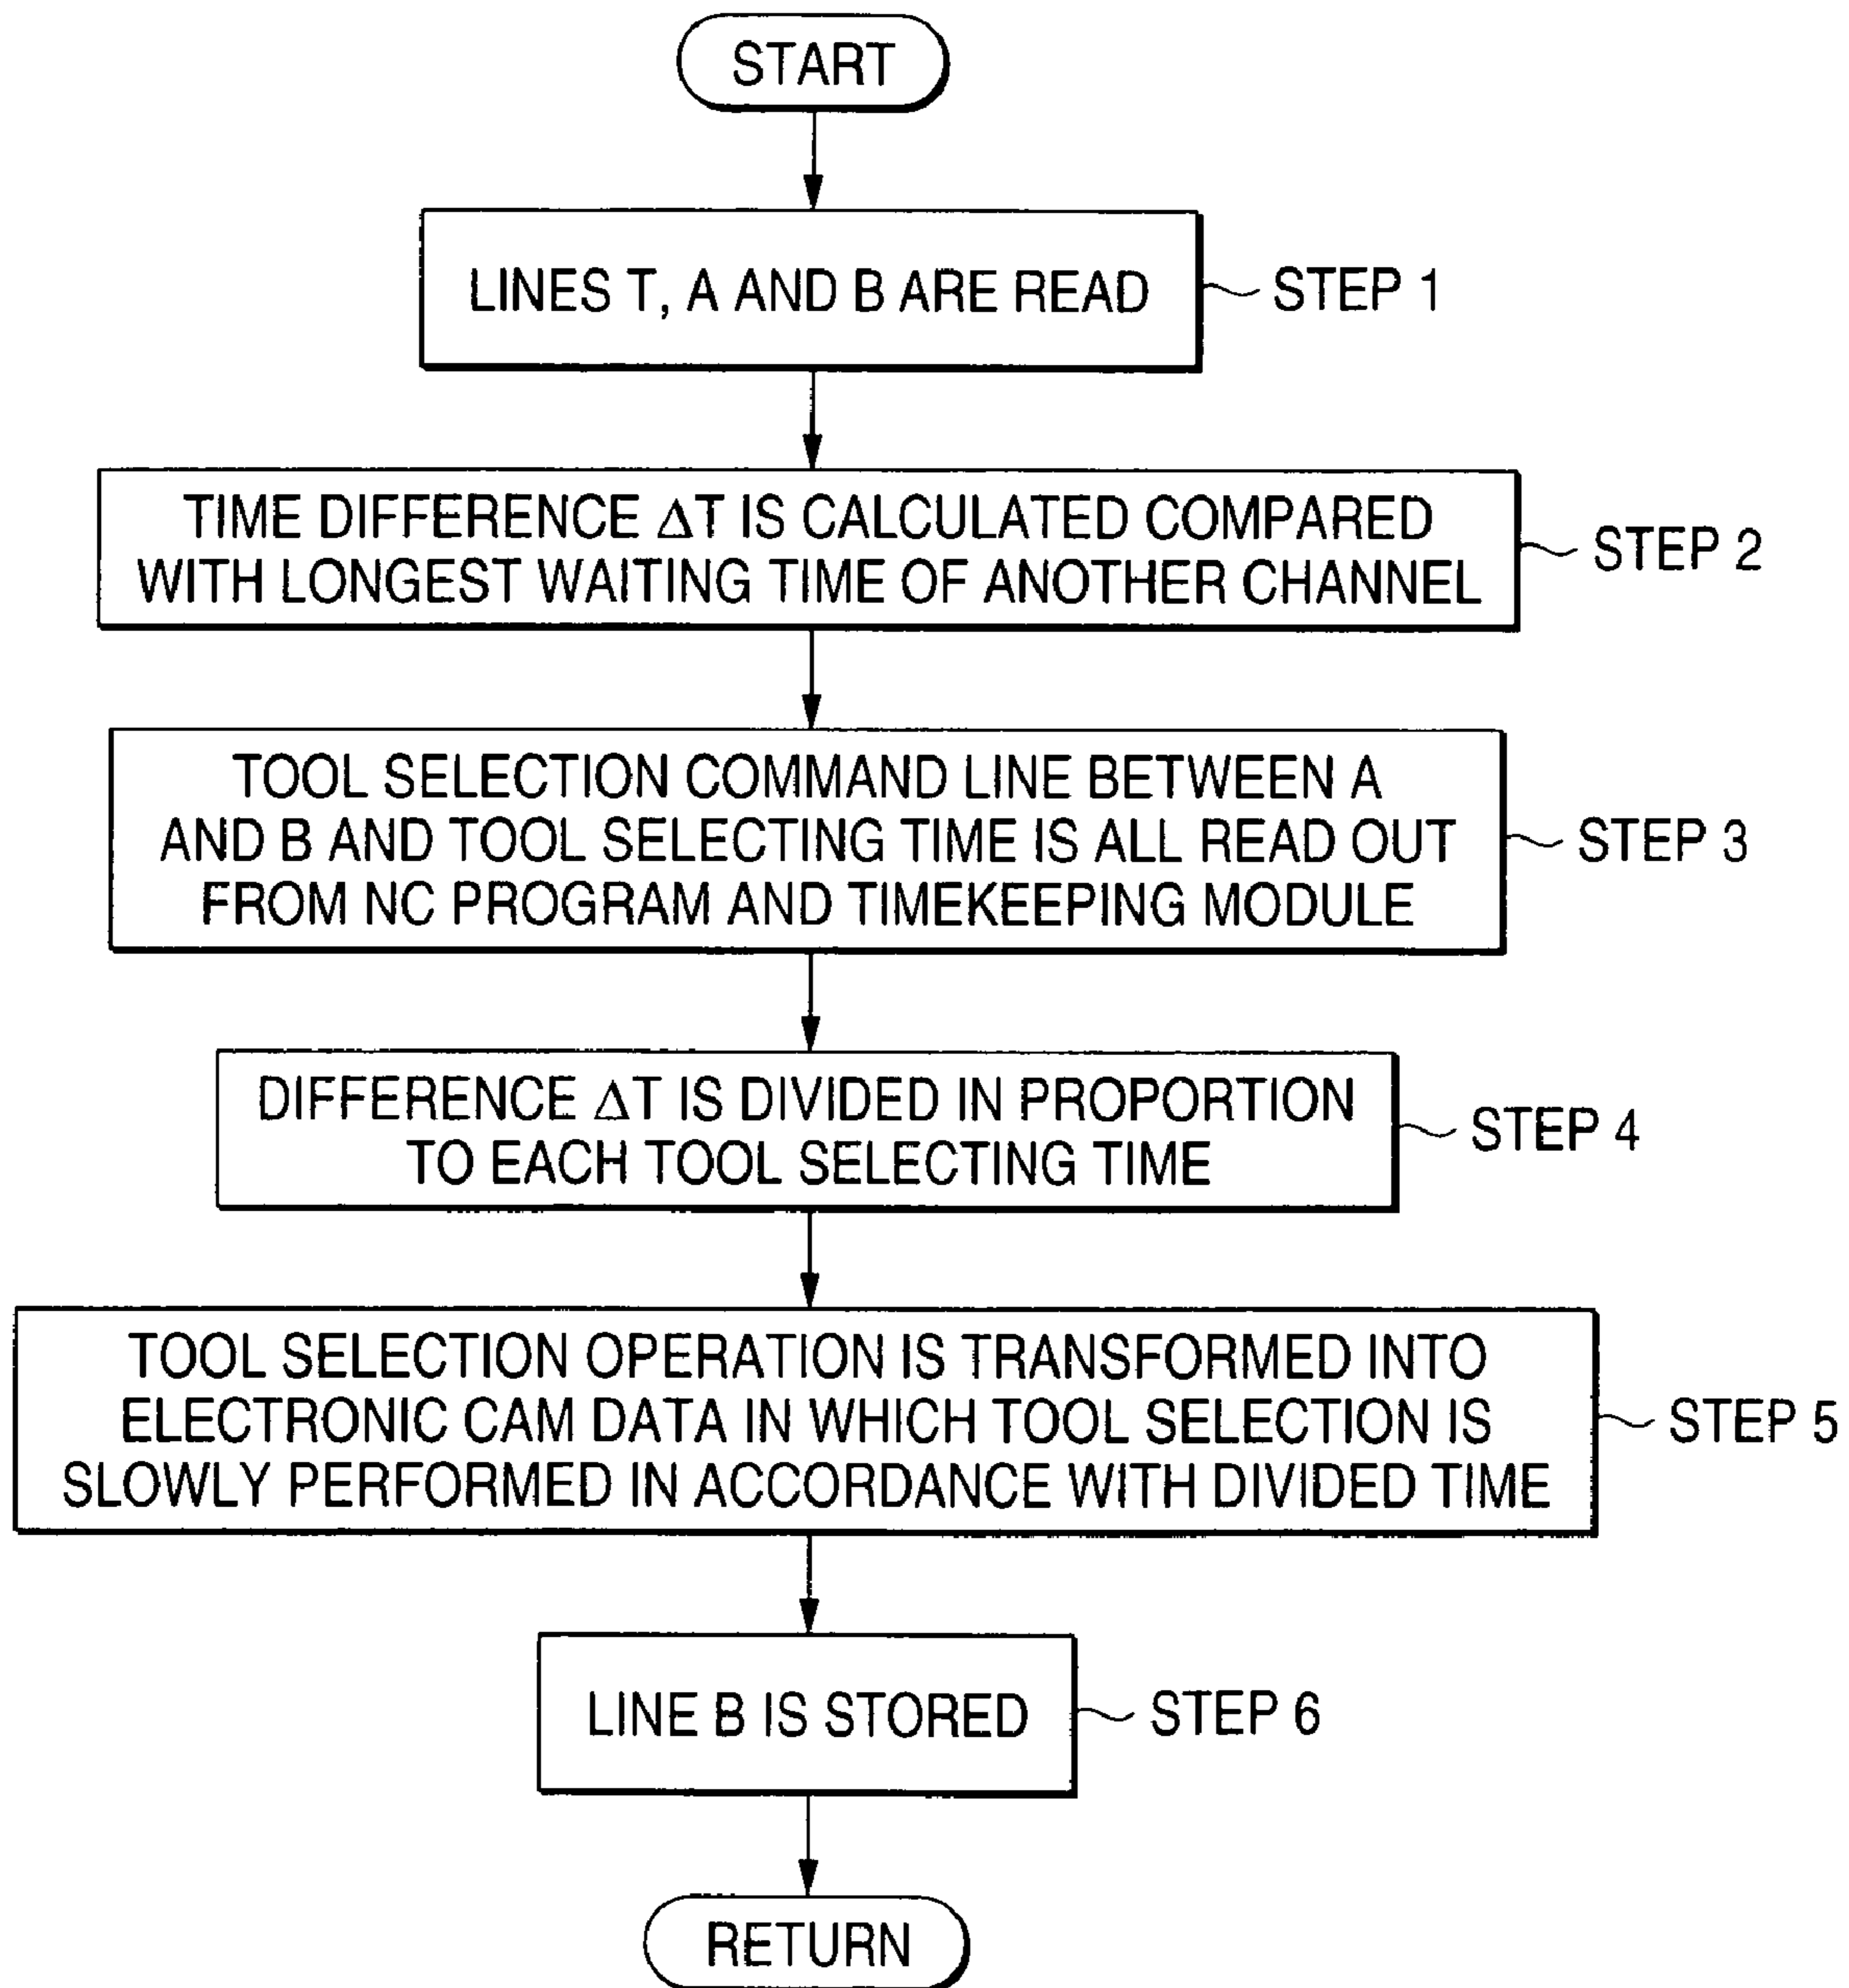 START
LINES T, A AND B ARE READ
STEP 1
TIME DIFFERENCE ΔT IS CALCULATED COMPARED
WITH LONGEST WAITING TIME OF ANOTHER CHANNEL
STEP 2
TOOL SELECTION COMMAND LINE BETWEEN A
AND B AND TOOL SELECTING TIME IS ALL READ OUT
FROM NC PROGRAM AND TIMEKEEPING MODULE
STEP 3
DIFFERENCE ΔT IS DIVIDED IN PROPORTION
TO EACH TOOL SELECTING TIME
STEP 4
TOOL SELECTION OPERATION IS TRANSFORMED INTO
ELECTRONIC CAM DATA IN WHICH TOOL SELECTION IS
SLOWLY PERFORMED IN ACCORDANCE WITH DIVIDED TIME
STEP 5
LINE B IS STORED
STEP 6
RETURN